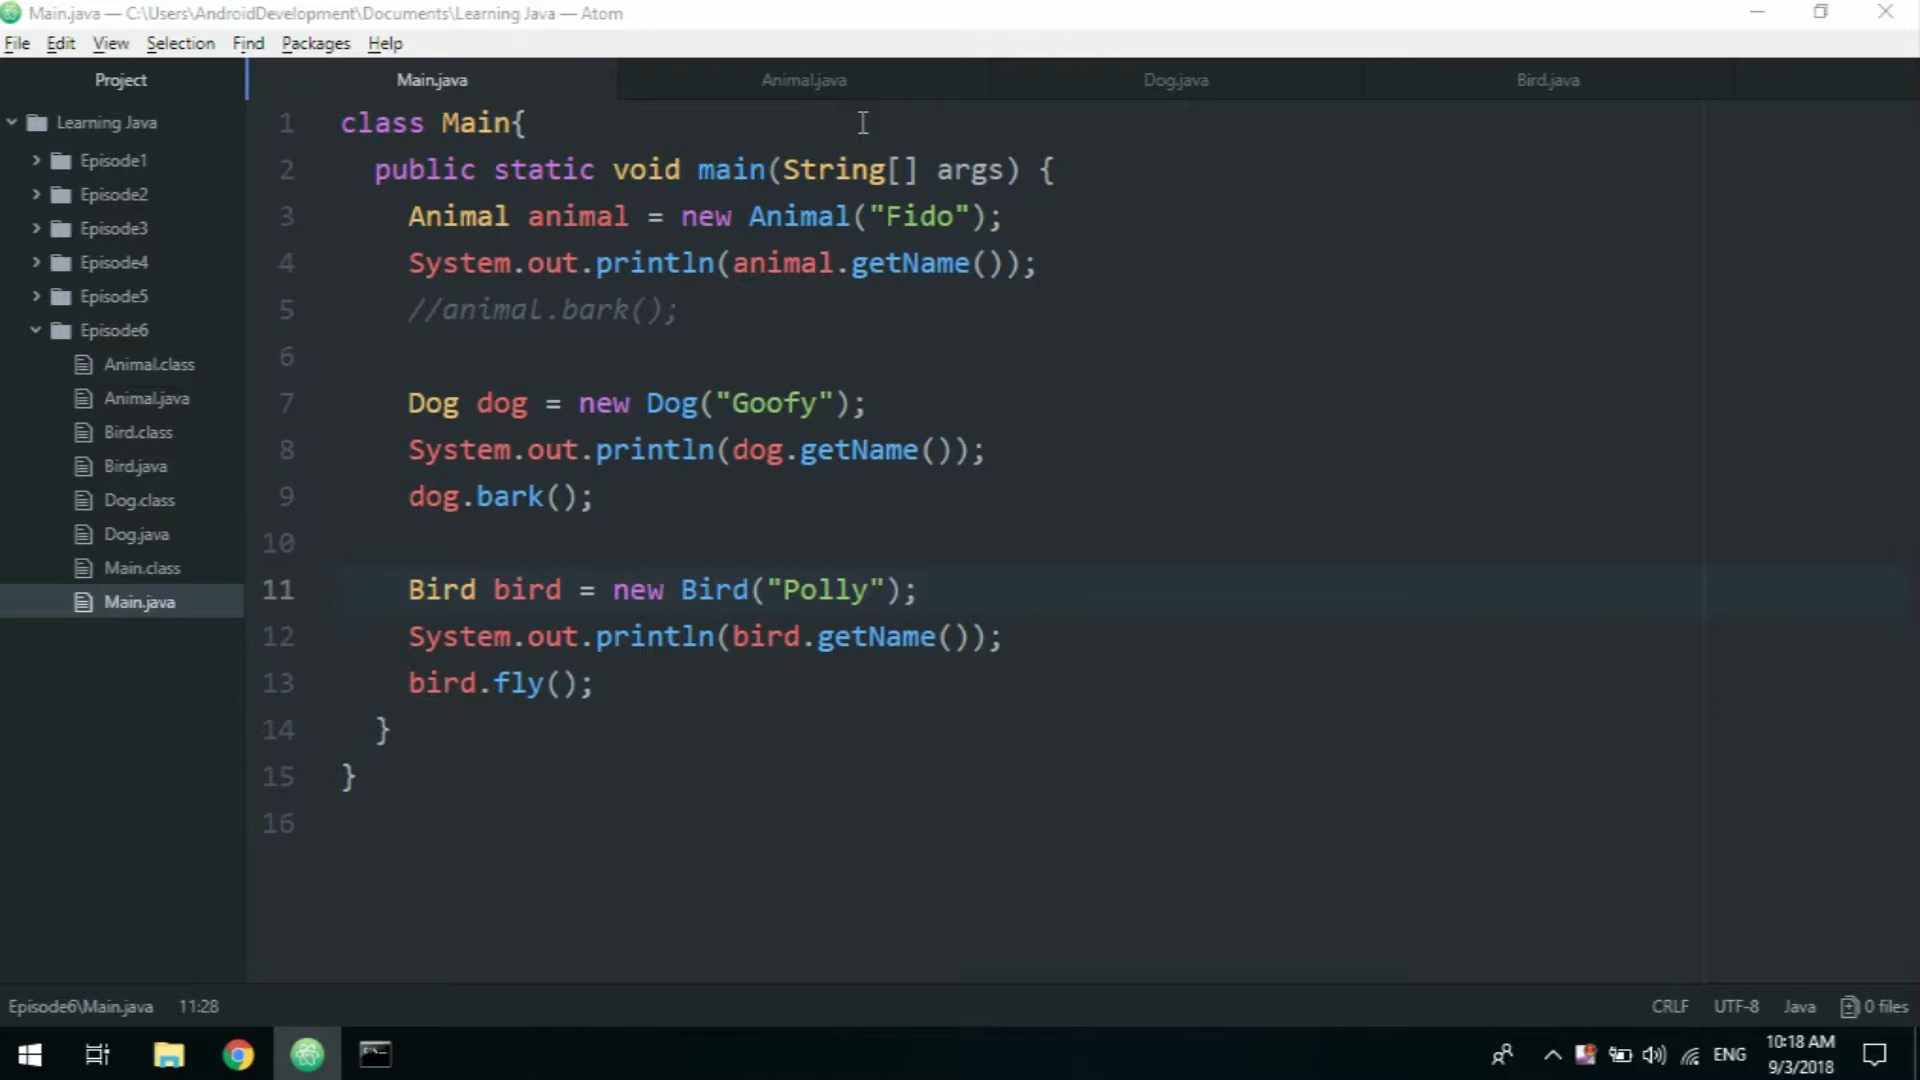 Main.java — C:\Users\AndroidDevelopment\Documents\Learning Java — Atom
File Edit View Selection Find Packages Help
Project
Learning Java
Episode1
Episode2
Episode3
Episode4
Episode5
Episode6
Animal.class
Animal.java
Bird.class
Bird.java
Dog.class
Dog.java
Main.class
Main.java
Main.java Animal.java Dog.java Bird.java
1 class Main{
2 public static void main(String[] args) {
3 Animal animal = new Animal("Fido");
4 System.out.println(animal.getName());
5 //animal.bark();
6
7 Dog dog = new Dog("Goofy");
8 System.out.println(dog.getName());
9 dog.bark();
10
11 Bird bird = new Bird("Polly");
12 System.out.println(bird.getName());
13 bird.fly();
14 }
15 }
16
Episode6\Main.java 11:28 CRLF UTF-8 Java 0 files
ENG
10:18 AM
9/3/2018